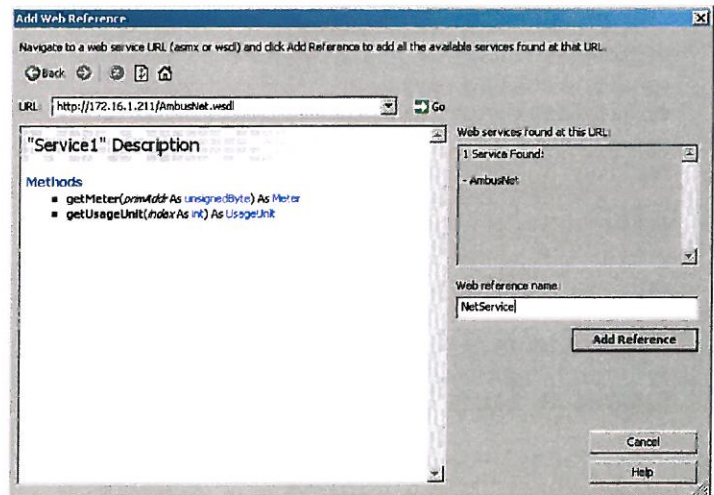 Add Web Reference
Navigate to a web service URL (asmx or wsdl) and click Add Reference to add all the available services found at that URL.
Back
URL: http://172.16.1.211/AmbusNet.wsdl Go
"Service1" Description
Methods
getMeter(primAddr As unsignedByte) As Meter
getUsageUnit(index As int) As UsageUnit
Web services found at this URL:
1 Service Found:
- AmbusNet
Web reference name:
NetService
Add Reference
Cancel
Help